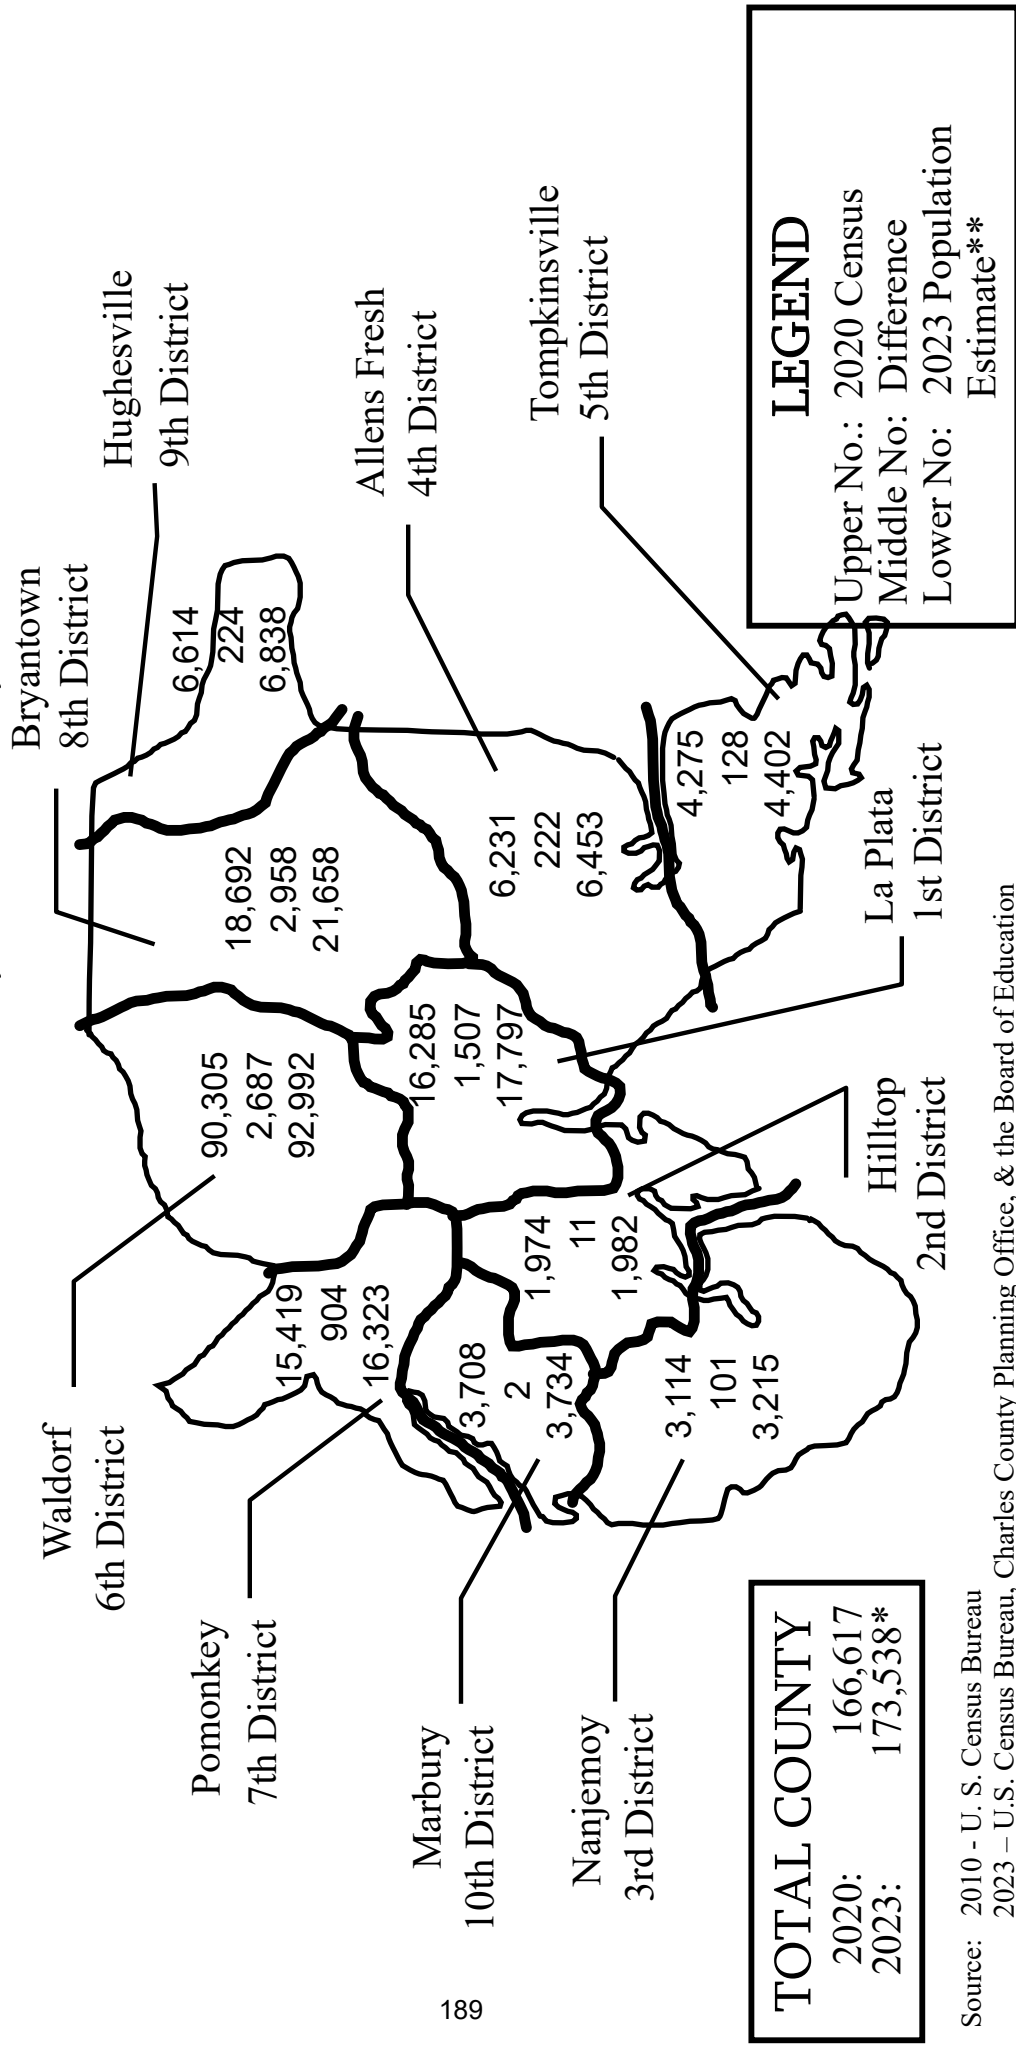 Bryantown
8th District
Hughesville
9th District
Waldorf
6th District
6,614
224
6,838
18,692
2,958
21,658
90,305
2,687
92,992
Pomonkey
7th District
15,419
904
16,323
Allens Fresh
4th District
16,285
1,507
17,797
6,231
222
6,453
Marbury
10th District
3,708
2
3,734
1,974
11
1,982
Tompkinsville
5th District
Nanjemoy
3rd District
3,114
101
3,215
4,275
128
4,402
La Plata
1st District
Hilltop
2nd District
TOTAL COUNTY
2020: 166,617
2023: 173,538*
LEGEND
Upper No.: 2020 Census
Middle No: Difference
Lower No: 2023 Population
Estimate**
Source: 2010 - U. S. Census Bureau
2023 – U.S. Census Bureau, Charles County Planning Office, & the Board of Education
189